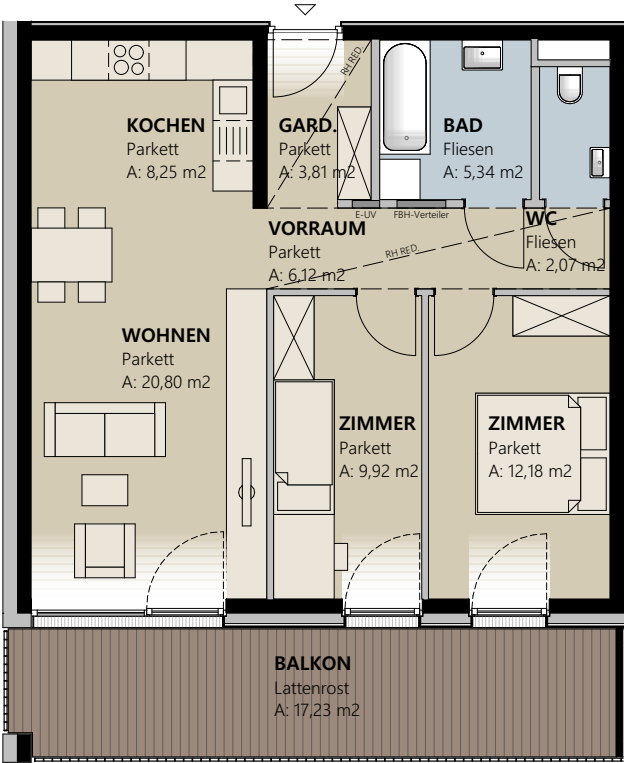 RH RED.
KOCHEN
Parkett
A: 8,25 m2
GARD.
Parkett
A: 3,81 m2
BAD
Fliesen
A: 5,34 m2
E-UV
FBH-Verteiler
WC
Fliesen
A: 2,07 m2
VORRAUM
Parkett
A: 6,12 m2
RH RED.
WOHNEN
Parkett
A: 20,80 m2
ZIMMER
Parkett
A: 9,92 m2
ZIMMER
Parkett
A: 12,18 m2
BALKON
Lattenrost
A: 17,23 m2